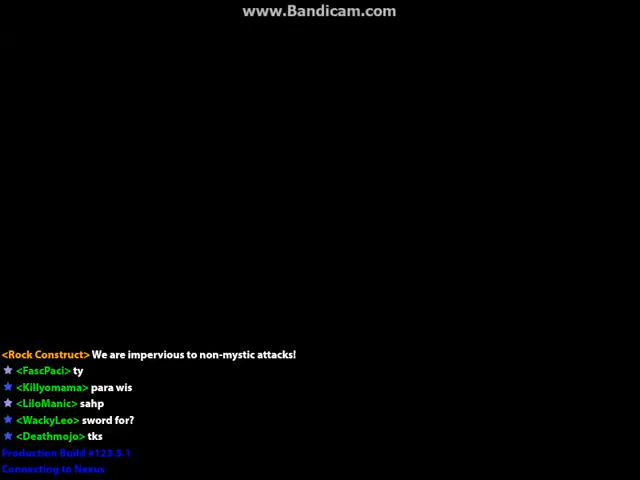 www.Bandicam.com
<Rock Construct> We are impervious to non-mystic attacks!
<FascPaci> ty
<Killyomama> para wis
<LiloManic> sahp
<WackyLeo> sword for?
<Deathmojo> tks
Production Build #123.5.1
Connecting to Nexus